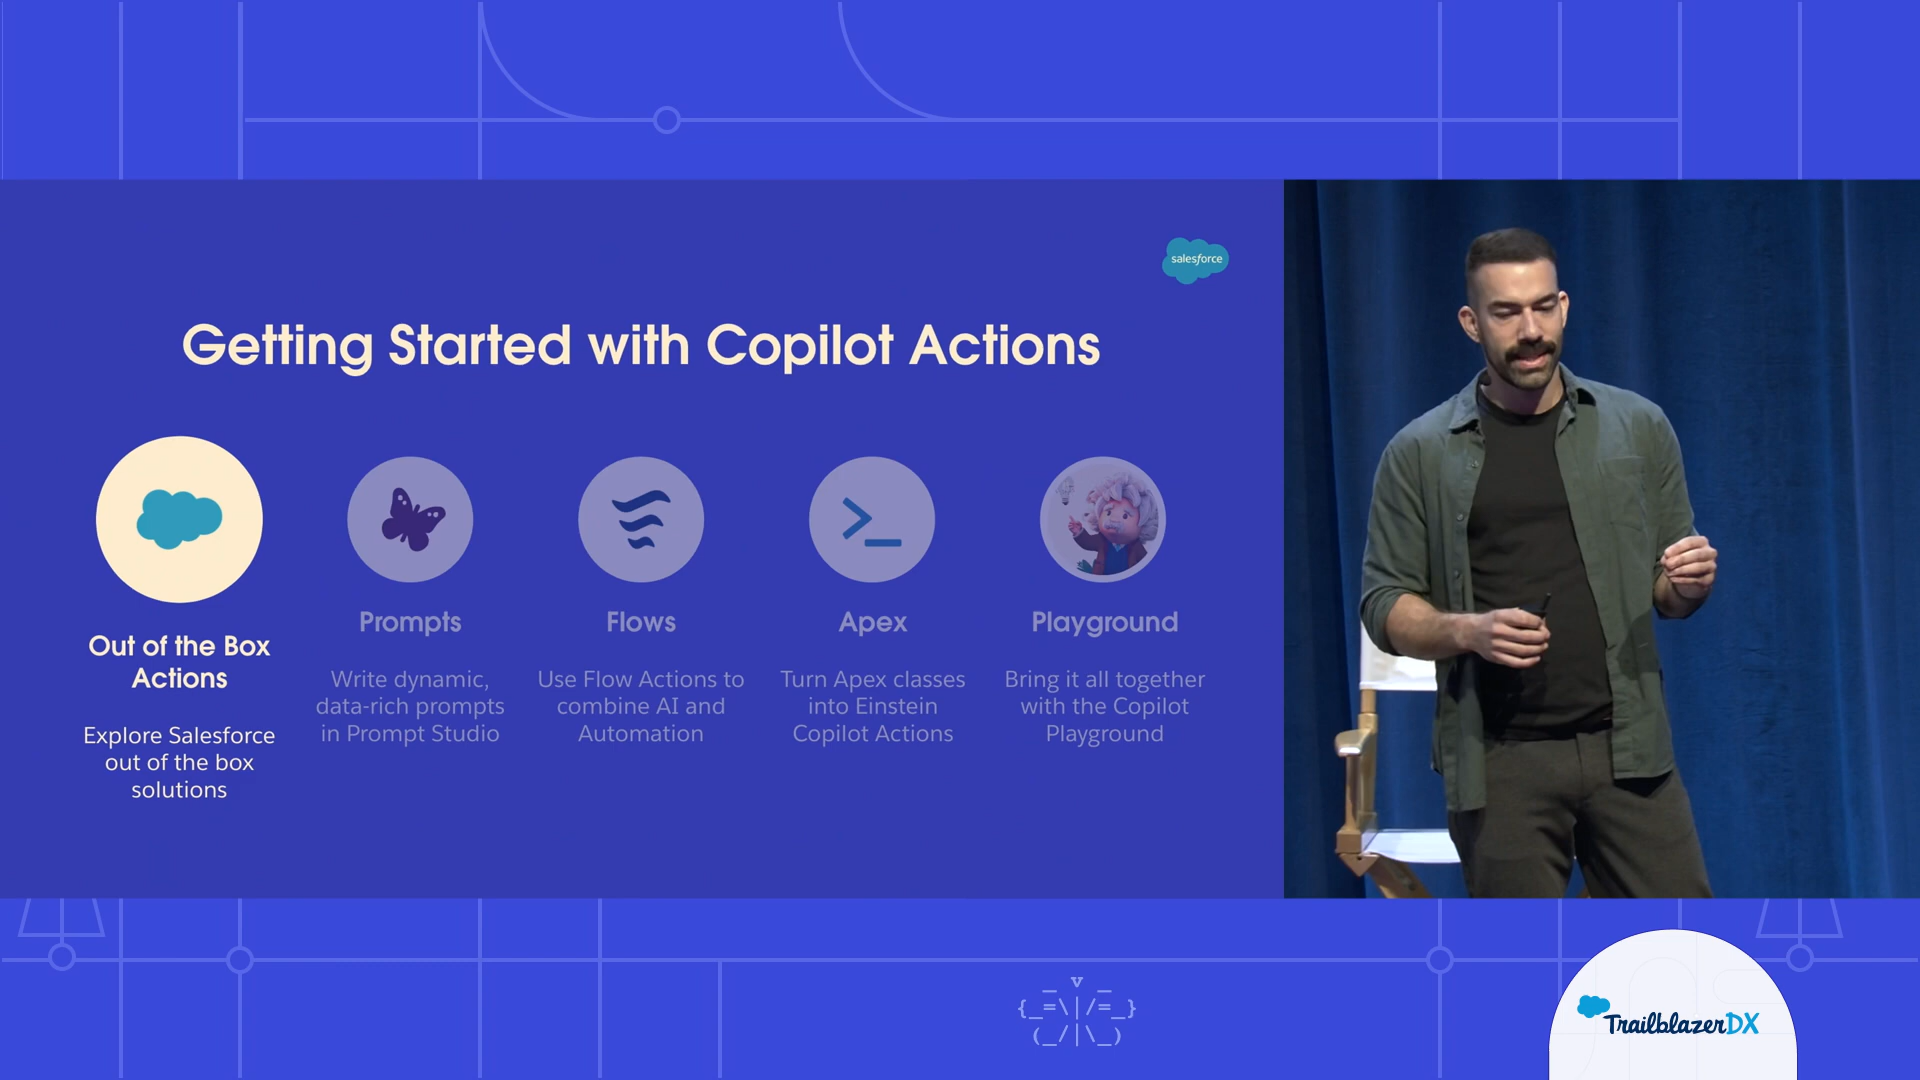 salesforce
Getting Started with Copilot Actions
Out of the Box
Actions
Explore Salesforce
out of the box
solutions
Prompts
Write dynamic,
data-rich prompts
in Prompt Studio
Flows
Use Flow Actions to
combine AI and
Automation
Apex
Turn Apex classes
into Einstein
Copilot Actions
Playground
Bring it all together
with the Copilot
Playground
TrailblazerDX